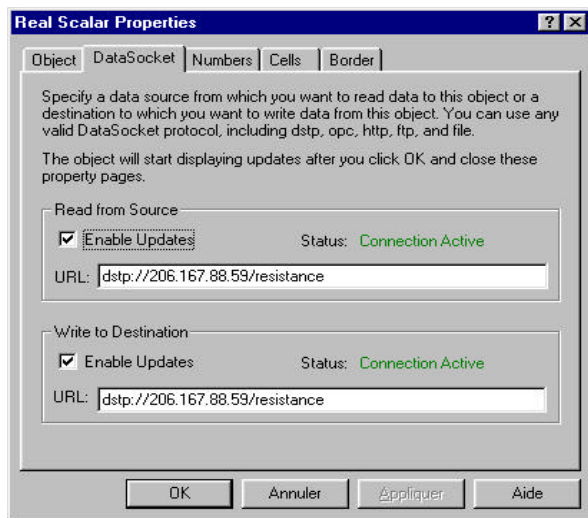 Real Scalar Properties
Object DataSocket Numbers Cells Border
Specify a data source from which you want to read data to this object or a
destination to which you want to write data from this object. You can use any
valid DataSocket protocol, including dstp, opc, http, ftp, and file.
The object will start displaying updates after you click OK and close these
property pages.
Read from Source
Enable Updates Status: Connection Active
URL: dstp://206.167.88.59/resistance
Write to Destination
Enable Updates Status: Connection Active
URL: dstp://206.167.88.59/resistance
OK Annuler Appliquer Aide